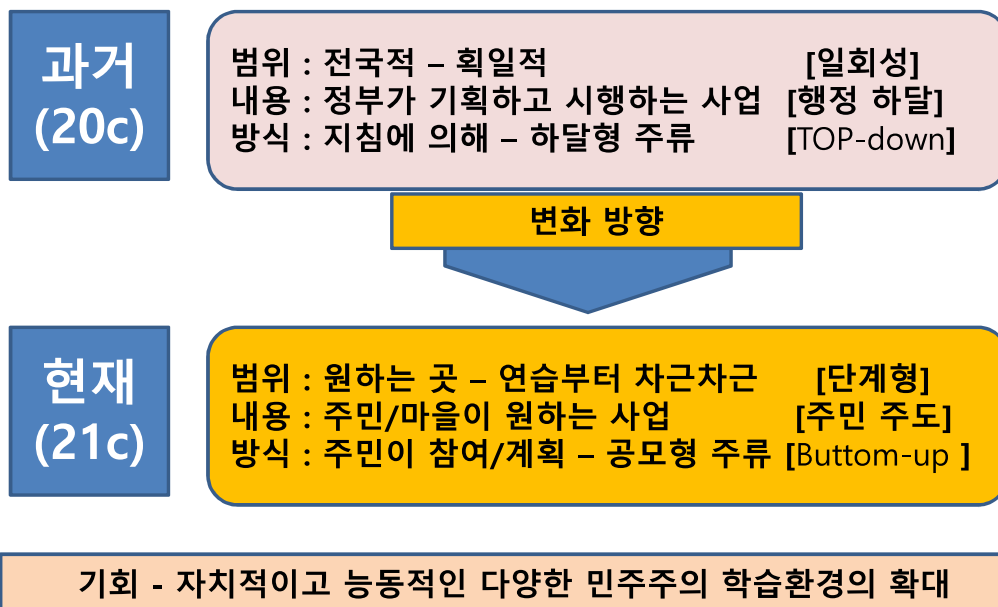 과거
(20c)
범위 : 전국적 – 획일적 [일회성]
내용 : 정부가 기획하고 시행하는 사업 [행정 하달]
방식 : 지침에 의해 – 하달형 주류 [TOP-down]
변화 방향
현재
(21c)
범위 : 원하는 곳 – 연습부터 차근차근 [단계형]
내용 : 주민/마을이 원하는 사업 [주민 주도]
방식 : 주민이 참여/계획 – 공모형 주류 [Buttom-up ]
기회 - 자치적이고 능동적인 다양한 민주주의 학습환경의 확대